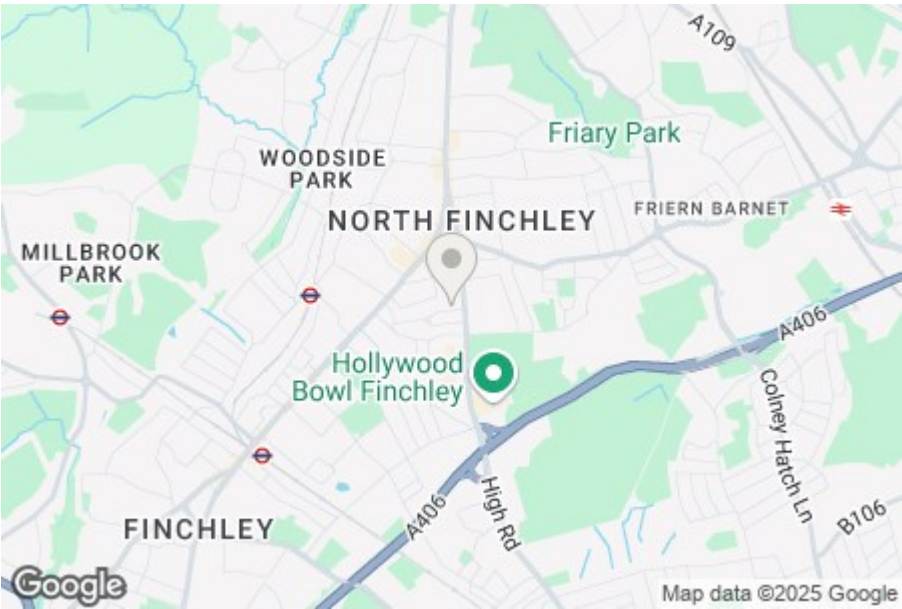 A109
Friary Park
WOODSIDE
PARK
NORTH FINCHLEY
FRIERN BARNET
MILLBROOK
PARK
A406
Hollywood
Bowl Finchley
Colney Hatch Ln
High Rd
A406
B106
FINCHLEY
Google
Map data ©2025 Google